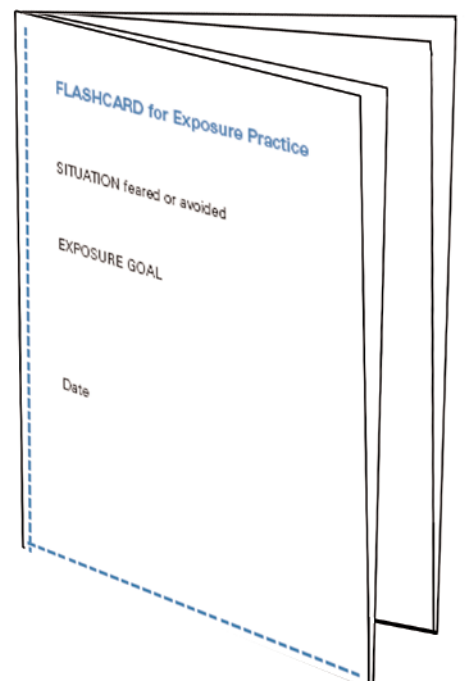 FLASHCARD for Exposure Practice
SITUATION feared or avoided
EXPOSURE GOAL
Date